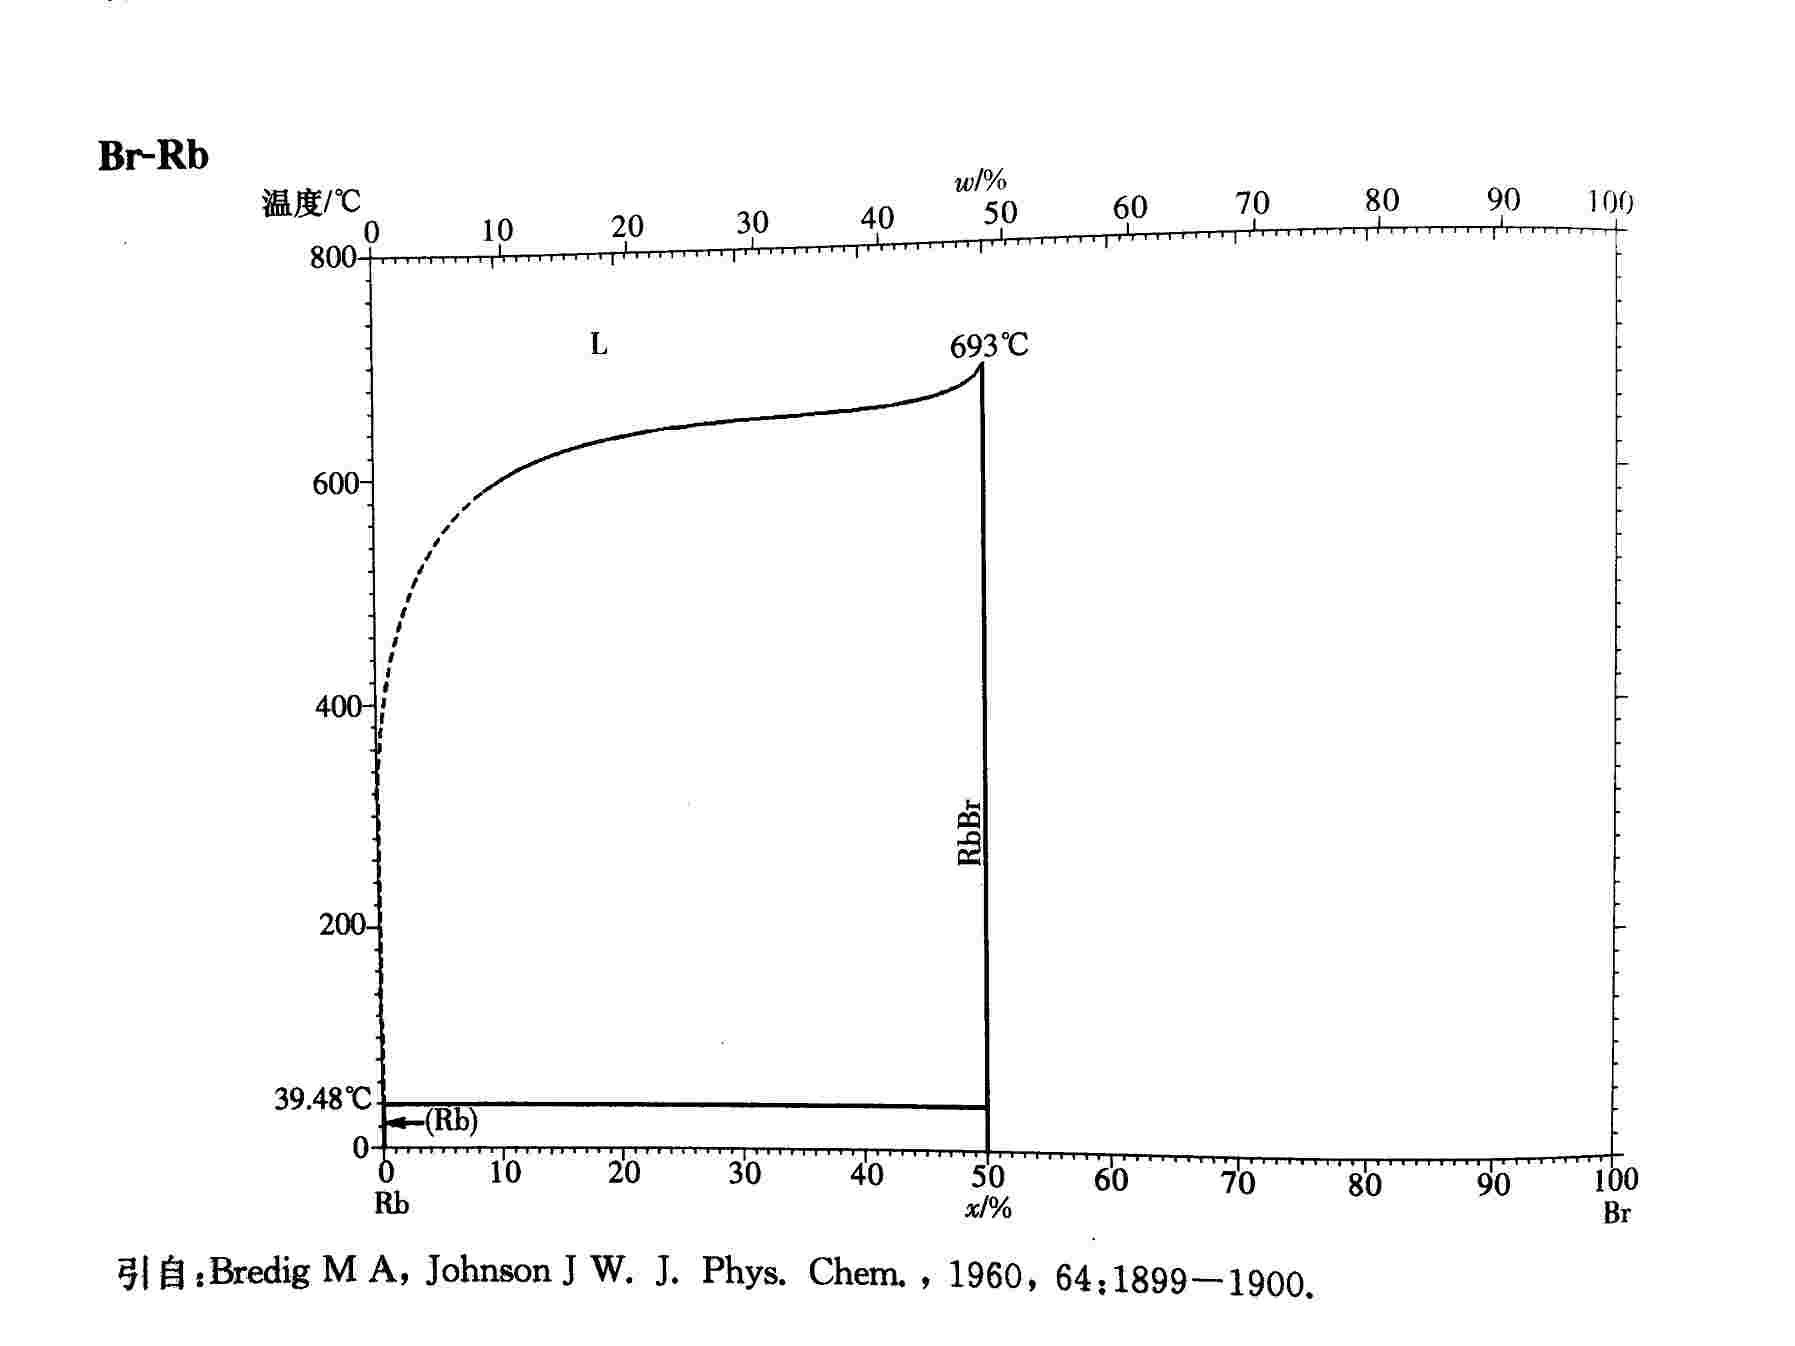 Br-Rb
w/%
温度/℃
0 10 20 30 40 50 60 70 80 90 100
800
L
693℃
600
400
RbBr
200
39.48℃
(Rb)
0
0 10 20 30 40 50 60 70 80 90 100
Rb x/% Br
引自:Bredig M A, Johnson J W. J. Phys. Chem. , 1960, 64:1899—1900.